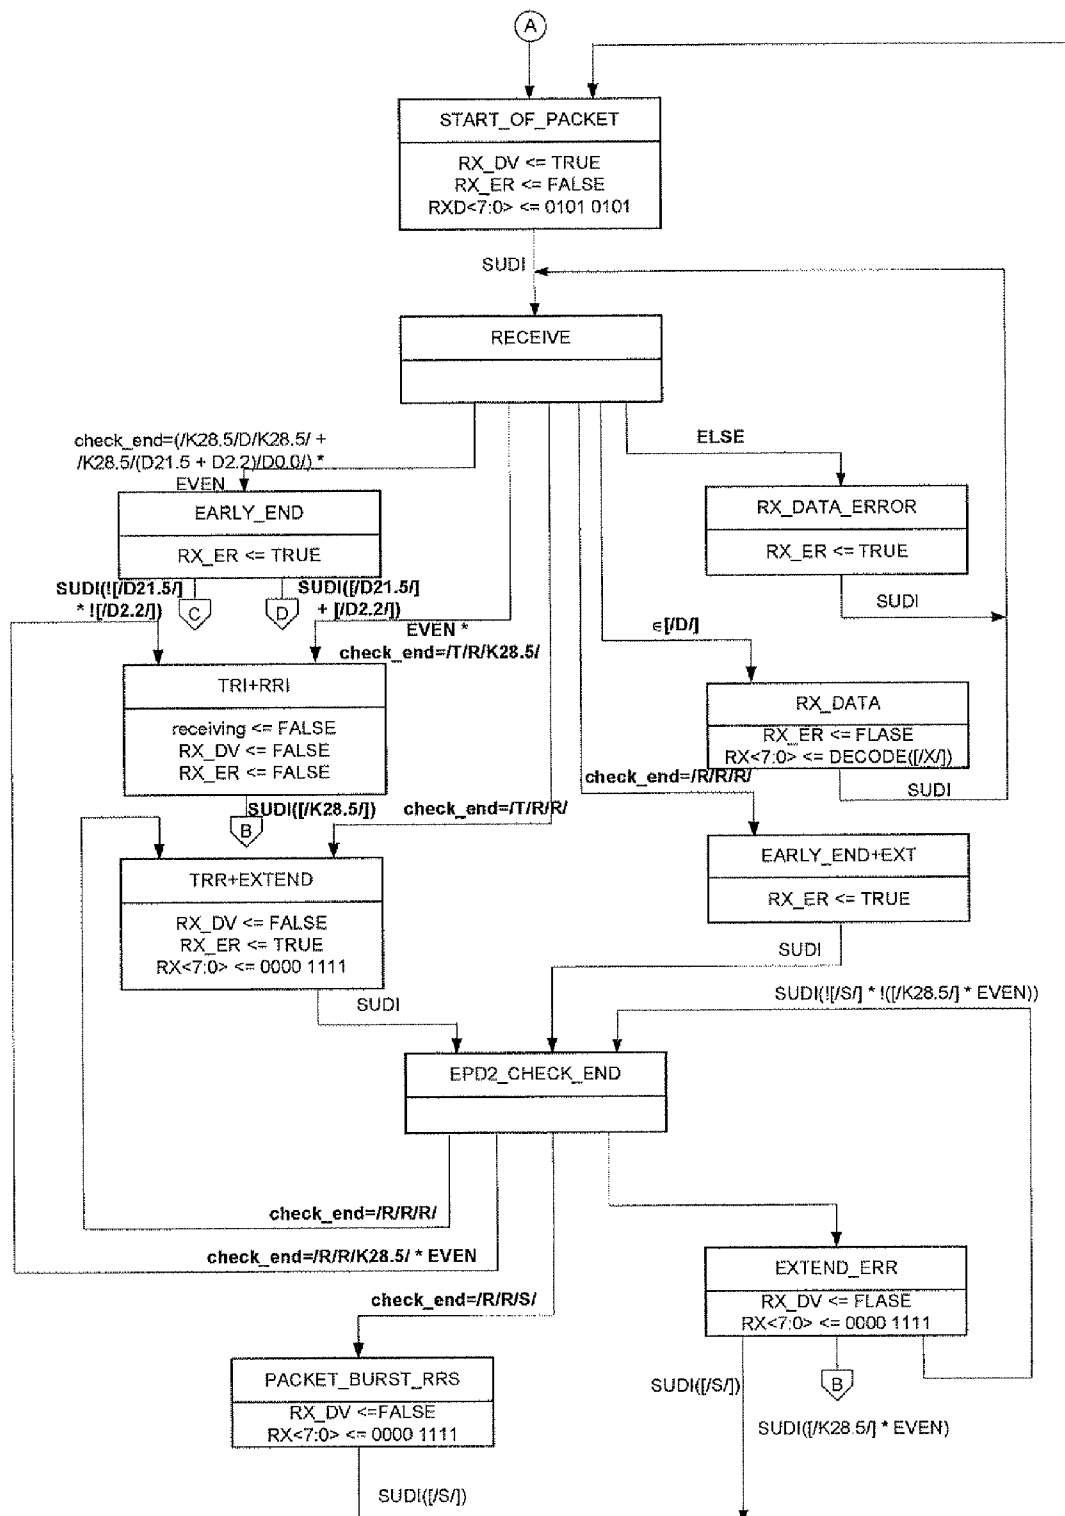 A
START_OF_PACKET
RX_DV <= TRUE
RX_ER <= FALSE
RXD<7:0> <= 0101 0101
SUDI
RECEIVE
check_end=(/K28.5/D/K28.5/ +
/K28.5/(D21.5 + D2.2)/D0.0/) *
EVEN
ELSE
EARLY_END
RX_ER <= TRUE
RX_DATA_ERROR
RX_ER <= TRUE
SUDI
SUDI(![/D21.5/]
* ![/D2.2/])
C
D
SUDI([/D21.5/]
+ [/D2.2/])
EVEN *
check_end=/T/R/K28.5/
∈[/D/]
TRI+RRI
receiving <= FALSE
RX_DV <= FALSE
RX_ER <= FALSE
RX_DATA
RX_ER <= FLASE
RX<7:0> <= DECODE([/X/])
SUDI
SUDI([/K28.5/])
B
check_end=/T/R/R/
check_end=/R/R/R/
TRR+EXTEND
RX_DV <= FALSE
RX_ER <= TRUE
RX<7:0> <= 0000 1111
SUDI
EARLY_END+EXT
RX_ER <= TRUE
SUDI
SUDI(![/S/] * !([/K28.5/] * EVEN))
EPD2_CHECK_END
check_end=/R/R/R/
check_end=/R/R/K28.5/ * EVEN
check_end=/R/R/S/
EXTEND_ERR
RX_DV <= FLASE
RX<7:0> <= 0000 1111
PACKET_BURST_RRS
RX_DV <=FALSE
RX<7:0> <= 0000 1111
SUDI([/S/])
B
SUDI([/K28.5/] * EVEN)
SUDI([/S/])